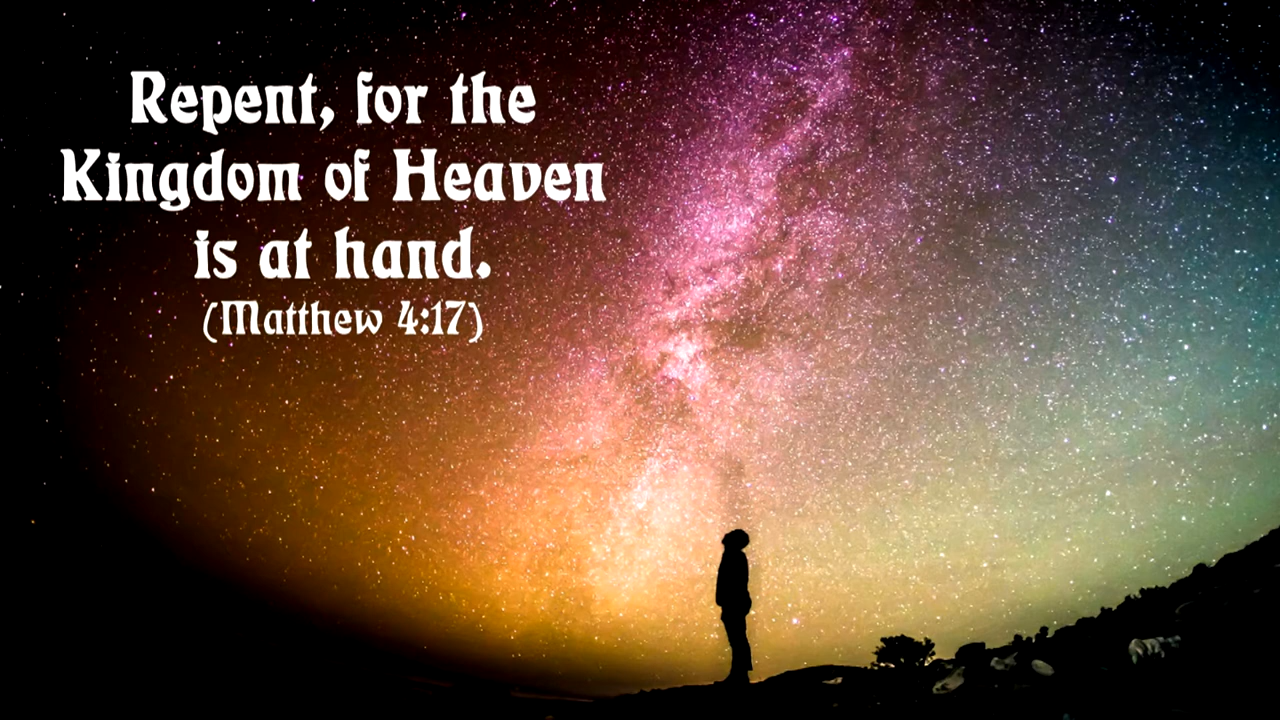 Repent, for the
Kingdom of Heaven
is at hand.
(Matthew 4:17)